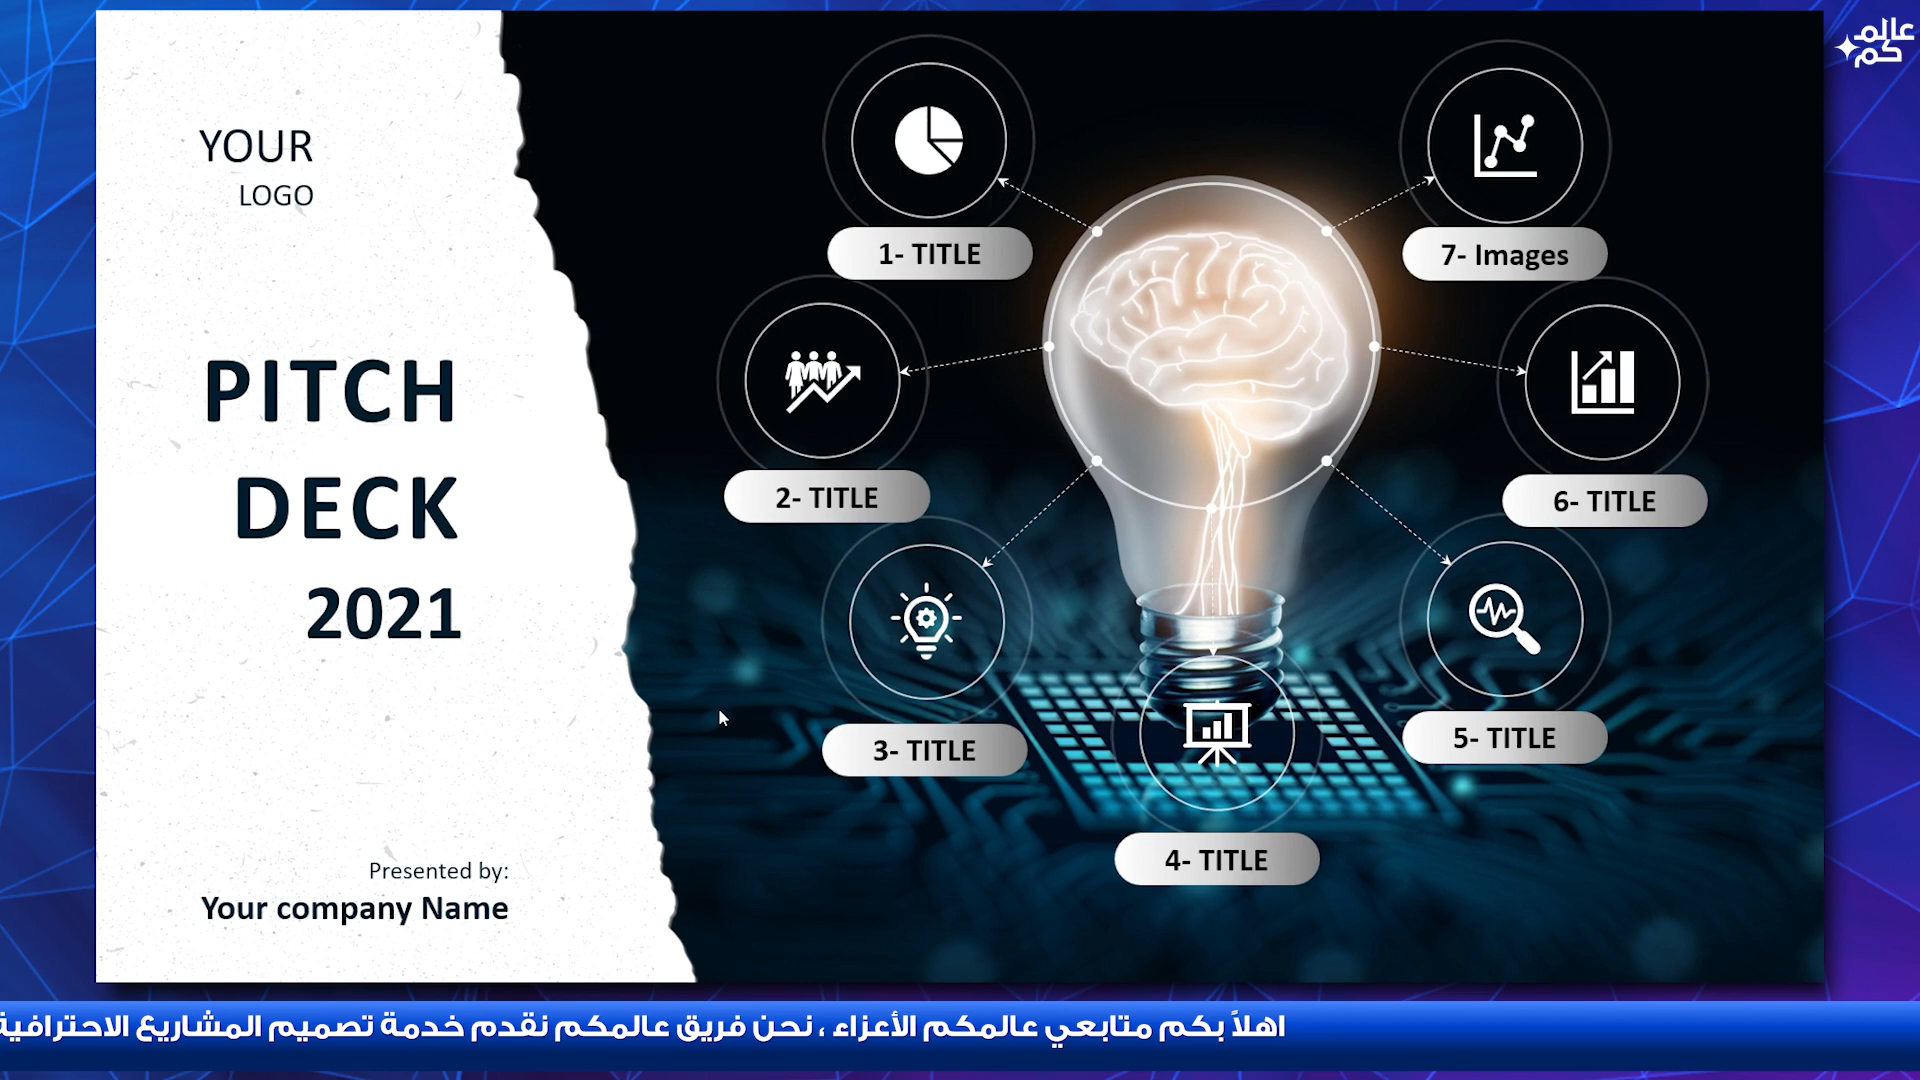 YOUR
LOGO
PITCH
DECK
2021
Presented by:
Your company Name
1- TITLE
2- TITLE
3- TITLE
4- TITLE
5- TITLE
6- TITLE
7- Images
عالم
كم
اهلاً بكم متابعي عالمكم الأعزاء ، نحن فريق عالمكم نقدم خدمة تصميم المشاريع الاحترافية